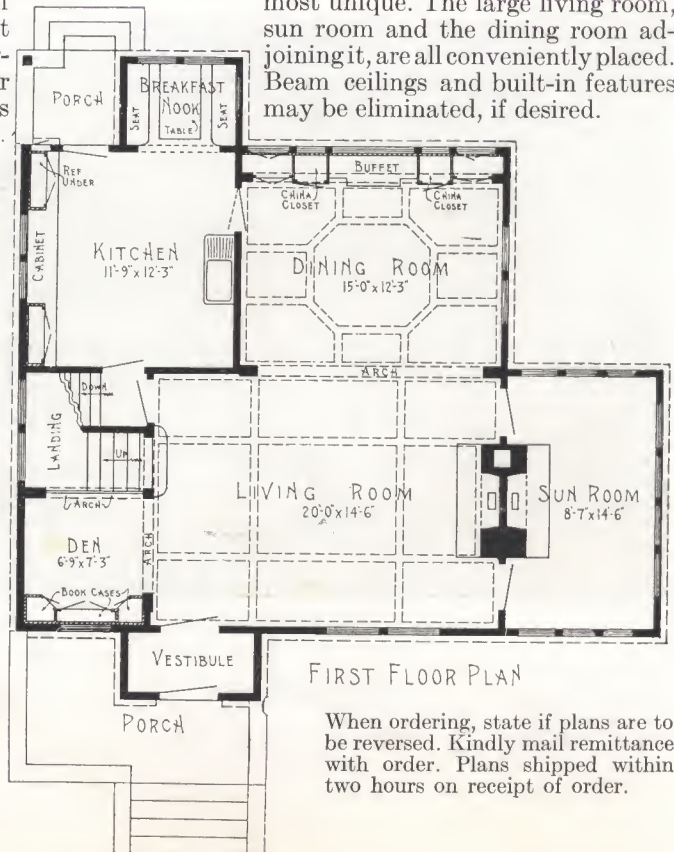 most unique. The large living room,
sun room and the dining room ad-
joining it, are all conveniently placed.
Beam ceilings and built-in features
may be eliminated, if desired.
PORCH
BREAKFAST
NOOK
SEAT
TABLE
SEAT
REF
UNDER
BUFFET
CHINA
CLOSET
CHINA
CLOSET
CABINET
KITCHEN
11'-9" x 12'-3"
DINING ROOM
15'-0" x 12'-3"
ARCH
DOWN
LANDING
UP
ARCH
LIVING ROOM
20'-0" x 14'-6"
SUN ROOM
8'-7" x 14'-6"
DEN
6'-9" x 7'-3"
ARCH
BOOK CASES
VESTIBULE
FIRST FLOOR PLAN
PORCH
When ordering, state if plans are to
be reversed. Kindly mail remittance
with order. Plans shipped within
two hours on receipt of order.